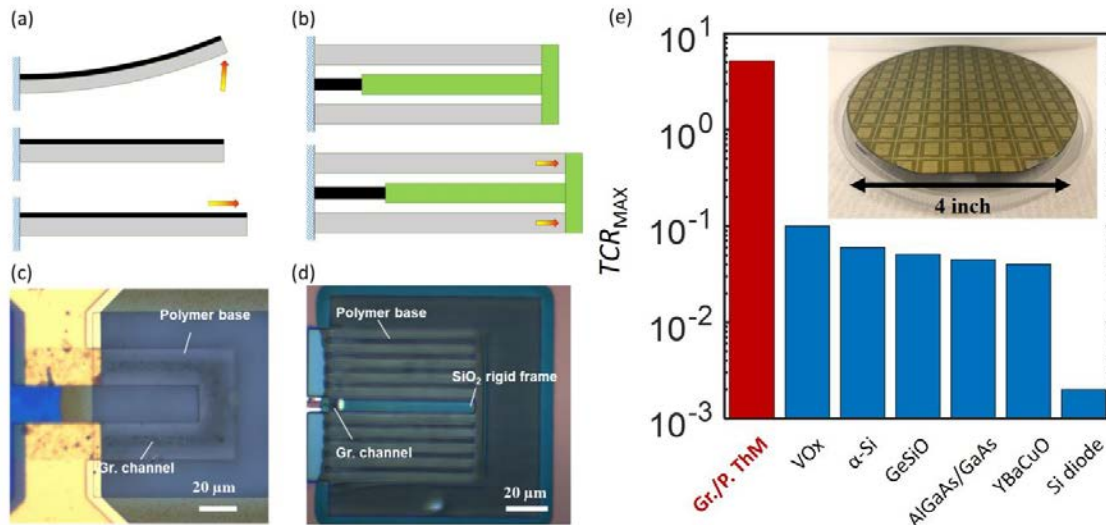 (a)
(b)
(c)
Polymer base
Gr. channel
20 µm
(d)
Polymer base
SiO₂ rigid frame
Gr. channel
20 µm
(e)
TCR_MAX
10¹
10⁰
10⁻¹
10⁻²
10⁻³
4 inch
Gr./P. ThM
VOx
α-Si
GeSiO
AlGaAs/GaAs
YBaCuO
Si diode